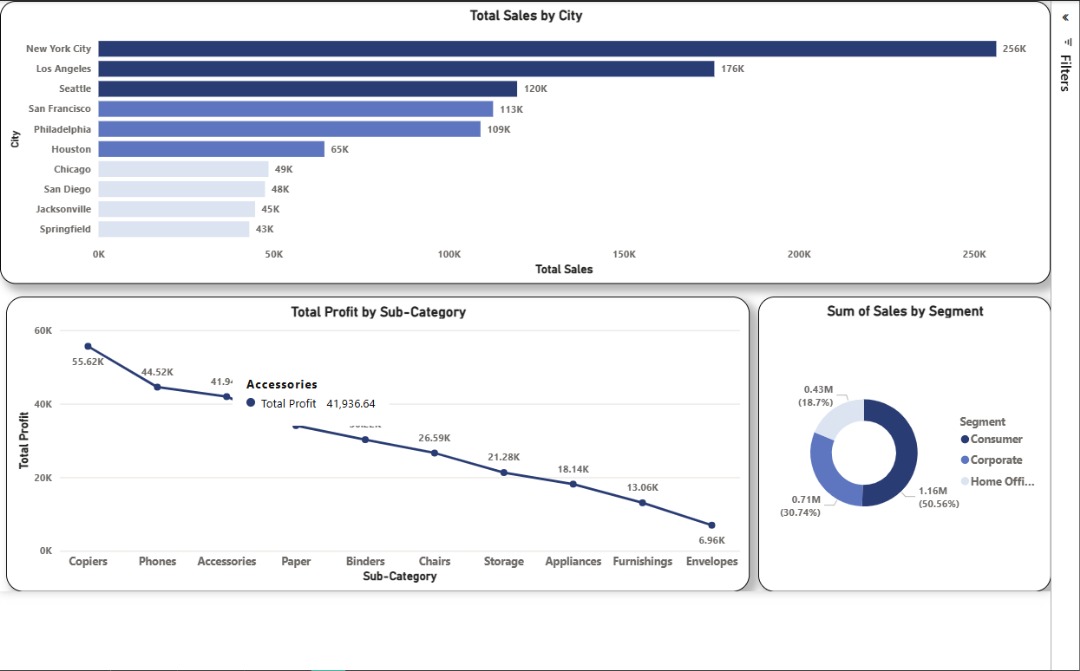 Total Sales by City
New York City
256K
Los Angeles
176K
Seattle
120K
San Francisco
113K
Philadelphia
109K
Houston
65K
Chicago
49K
San Diego
48K
Jacksonville
45K
Springfield
43K
City
0K 50K 100K 150K 200K 250K
Total Sales
Filters
Total Profit by Sub-Category
60K
40K
20K
0K
Total Profit
55.62K
44.52K
41.9
Accessories
Total Profit 41,936.64
26.59K
21.28K
18.14K
13.06K
6.96K
Copiers Phones Accessories Paper Binders Chairs Storage Appliances Furnishings Envelopes
Sub-Category
Sum of Sales by Segment
0.43M
(18.7%)
0.71M
(30.74%)
1.16M
(50.56%)
Segment
Consumer
Corporate
Home Offi...